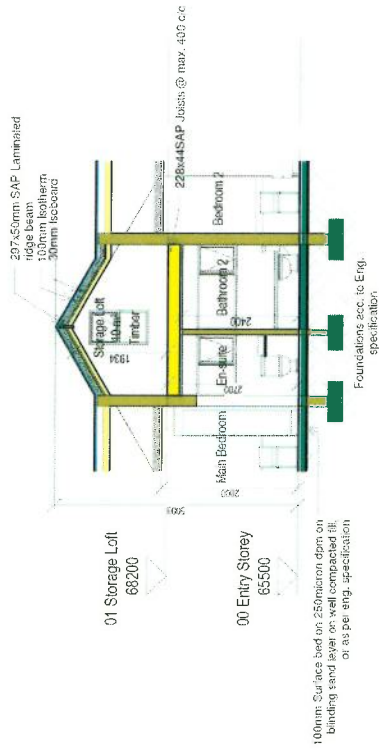 297x50mm SAP Laminated
ridge beam
100mm Isotherm
30mm Isoboard
228x44SAP Joists @ max. 400 c/c
Storage Loft
Timber
1934
01 Storage Loft
68200
5003
Main Bedroom
En-suite
Bathroom 2
Bedroom 2
2700
2400
00 Entry Storey
65500
Foundations acc. to Eng.
specification
100mm Surface bed on 250micron dpm on
blinding sand layer on well compacted fill,
or as per eng. specification